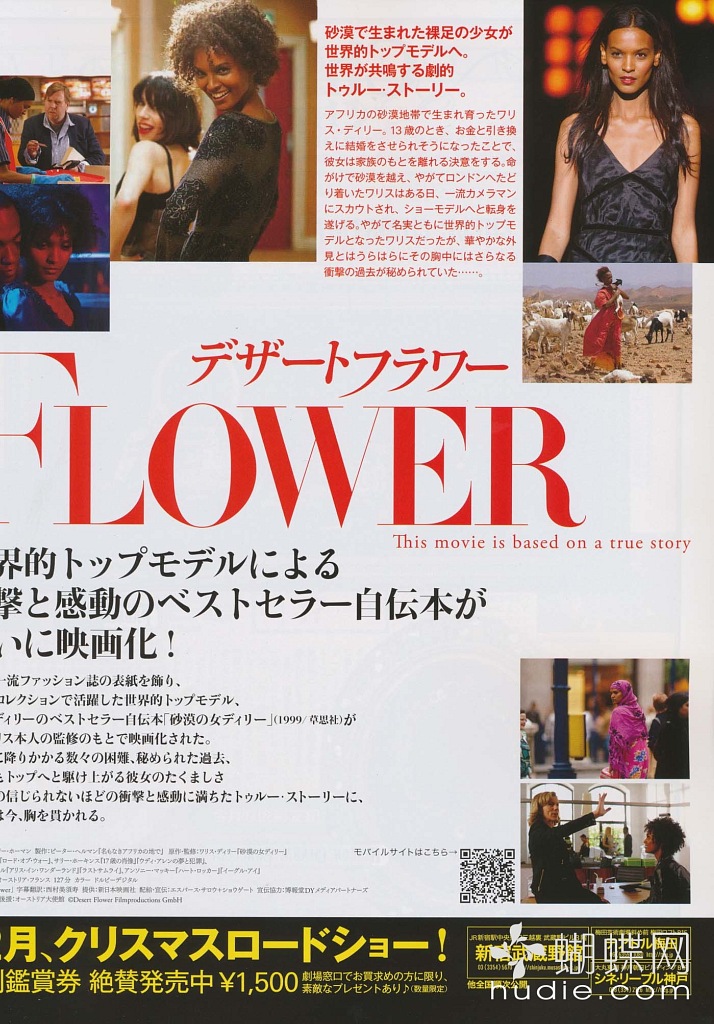 砂漠で生まれた裸足の少女が
世界的トップモデルへ。
世界が共鳴する劇的
トゥルー・ストーリー。
アフリカの砂漠地帯で生まれ育ったワリ
ス・ディリー。13歳のとき、お金と引き換
えに結婚をさせられそうになったことで、
彼女は家族のもとを離れる決意をする。命
がけで砂漠を越え、やがてロンドンへたど
り着いたワリスはある日、一流カメラマン
にスカウトされ、ショーモデルへと転身を
遂げる。やがて名実ともに世界的トップモ
デルとなったワリスだったが、華やかな外
見とはうらはらにその胸中にはさらなる
衝撃の過去が秘められていた……。
デザートフラワー
FLOWER
This movie is based on a true story
界的トップモデルによる
撃と感動のベストセラー自伝本が
いに映画化！
一流ファッション誌の表紙を飾り、
コレクションで活躍した世界的トップモデル、
ディリーのベストセラー自伝本「砂漠の女ディリー」(1999/草思社)が
リス本人の監修のもとで映画化された。
に降りかかる数々の困難、秘められた過去、
もトップへと駆け上がる彼女のたくましさ
の信じられないほどの衝撃と感動に満ちたトゥルー・ストーリーに、
は今、胸を貫かれる。
ー・ホーマン 製作:ピーター・ヘルマン『名もなきアフリカの地で』 原作・監修:ワリス・ディリー『砂漠の女ディリー』
『ロード・オブ・ウォー』、サリー・ホーキンス『17歳の肖像』『ウディ・アレンの夢と犯罪』、
ル『アリス・イン・ワンダーランド』『ラストサムライ』、アンソニー・マッキー『ハート・ロッカー』『イーグル・アイ』
オーストリア・フランス 127分 カラー ドルビーデジタル
ower」 字幕翻訳:西村美須寿 提供:新日本映画社 配給・宣伝:エスパース・サロウ+ショウゲート 宣伝協力:博報堂DYメディアパートナーズ
後援:オーストリア大使館 ©Desert Flower Filmproductions GmbH
モバイルサイトはこちら→
2月、クリスマスロードショー！
別鑑賞券 絶賛発売中 ¥1,500
劇場窓口でお買求めの方に限り、
素敵なプレゼントあり♪(数量限定)
他全国順次公開
シネリーブル神戸
蝴蝶网
hudie.com